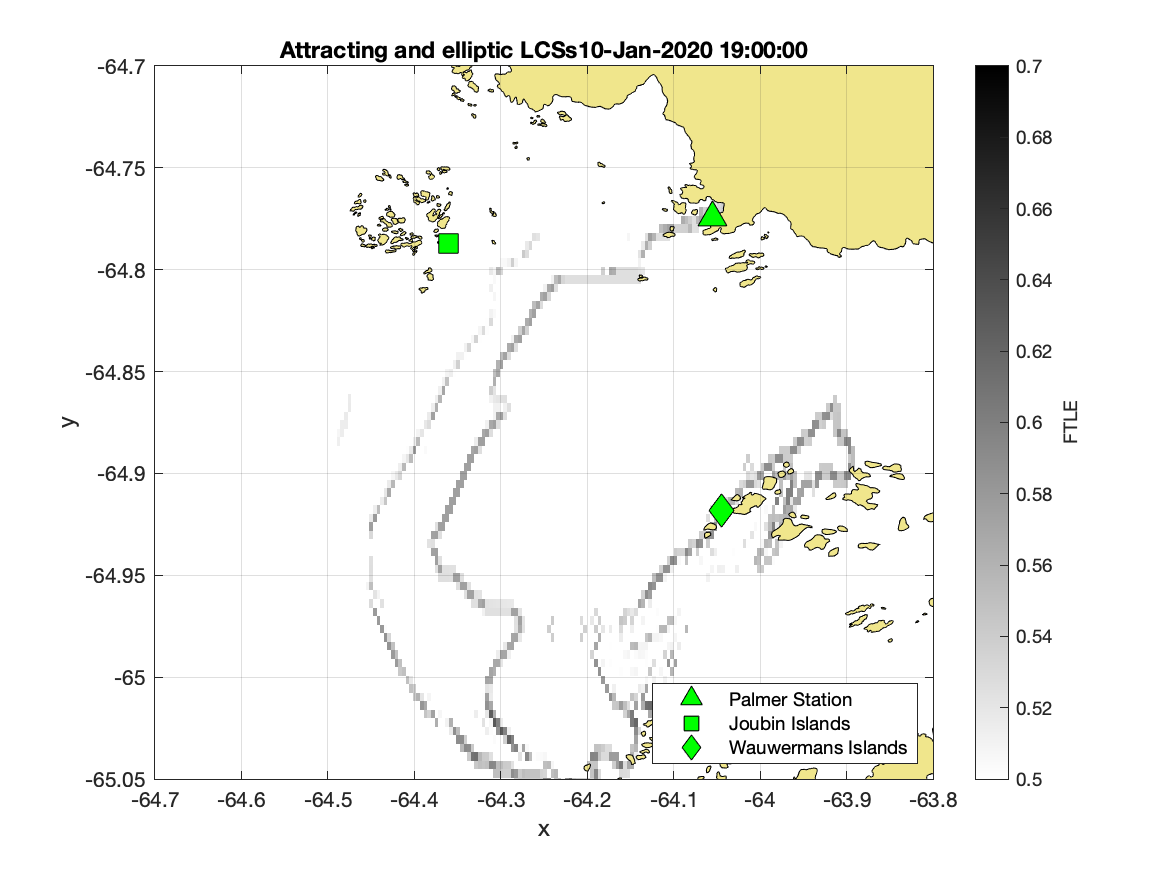 Attracting and elliptic LCSs10-Jan-2020 19:00:00
-64.7
-64.75
-64.8
-64.85
-64.9
-64.95
-65
-65.05
y
-64.7 -64.6 -64.5 -64.4 -64.3 -64.2 -64.1 -64 -63.9 -63.8
x
Palmer Station
Joubin Islands
Wauwermans Islands
0.7
0.68
0.66
0.64
0.62
0.6
0.58
0.56
0.54
0.52
0.5
FTLE